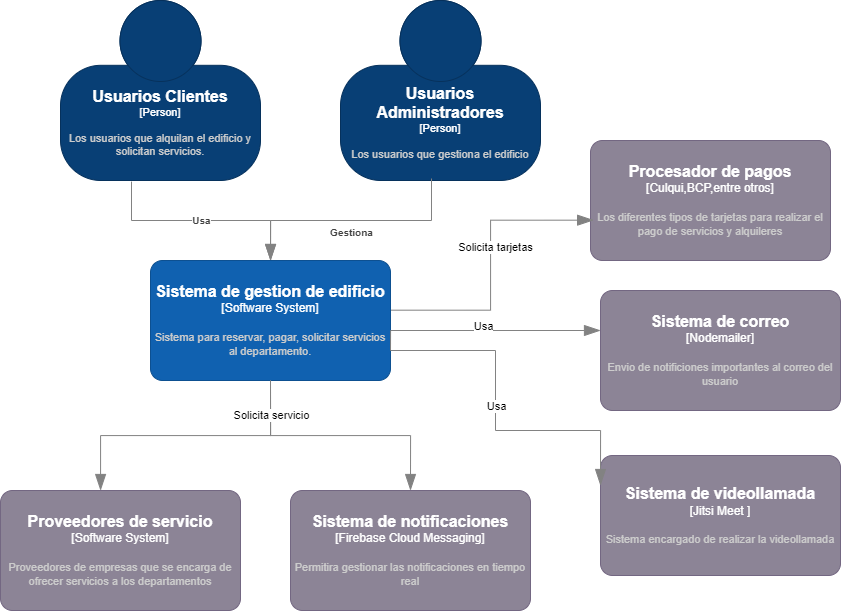 Usuarios Clientes
[Person]
Los usuarios que alquilan el edificio y
solicitan servicios.
Usuarios
Administradores
[Person]
Los usuarios que gestiona el edificio
Procesador de pagos
[Culqui,BCP,entre otros]
Los diferentes tipos de tarjetas para realizar el
pago de servicios y alquileres
Usa
Gestiona
Solicita tarjetas
Sistema de gestion de edificio
[Software System]
Sistema para reservar, pagar, solicitar servicios
al departamento.
Usa
Sistema de correo
[Nodemailer]
Envio de notificiones importantes al correo del
usuario
Usa
Solicita servicio
Sistema de videollamada
[Jitsi Meet ]
Sistema encargado de realizar la videollamada
Proveedores de servicio
[Software System]
Proveedores de empresas que se encarga de
ofrecer servicios a los departamentos
Sistema de notificaciones
[Firebase Cloud Messaging]
Permitira gestionar las notificaciones en tiempo
real